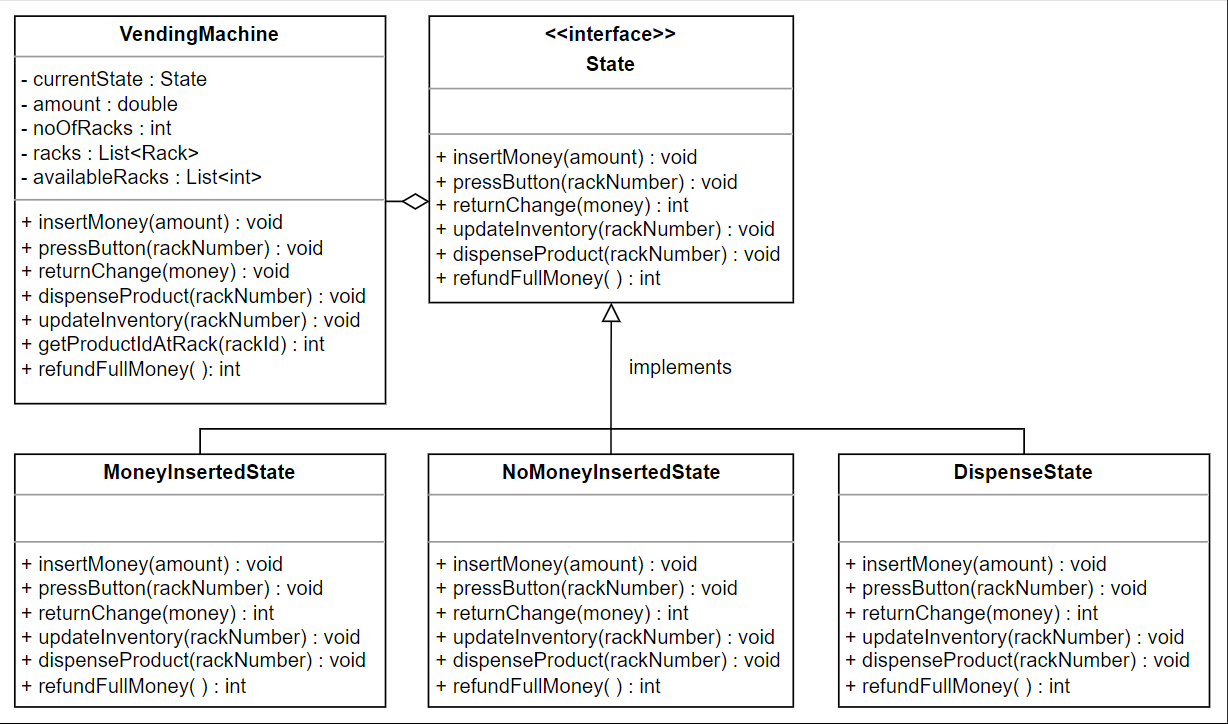 VendingMachine
- currentState : State
- amount : double
- noOfRacks : int
- racks : List<Rack>
- availableRacks : List<int>
+ insertMoney(amount) : void
+ pressButton(rackNumber) : void
+ returnChange(money) : void
+ dispenseProduct(rackNumber) : void
+ updateInventory(rackNumber) : void
+ getProductIdAtRack(rackId) : int
+ refundFullMoney( ): int
<<interface>>
State
+ insertMoney(amount) : void
+ pressButton(rackNumber) : void
+ returnChange(money) : int
+ updateInventory(rackNumber) : void
+ dispenseProduct(rackNumber) : void
+ refundFullMoney( ) : int
implements
MoneyInsertedState
+ insertMoney(amount) : void
+ pressButton(rackNumber) : void
+ returnChange(money) : int
+ updateInventory(rackNumber) : void
+ dispenseProduct(rackNumber) : void
+ refundFullMoney( ) : int
NoMoneyInsertedState
+ insertMoney(amount) : void
+ pressButton(rackNumber) : void
+ returnChange(money) : int
+ updateInventory(rackNumber) : void
+ dispenseProduct(rackNumber) : void
+ refundFullMoney( ) : int
DispenseState
+ insertMoney(amount) : void
+ pressButton(rackNumber) : void
+ returnChange(money) : int
+ updateInventory(rackNumber) : void
+ dispenseProduct(rackNumber) : void
+ refundFullMoney( ) : int